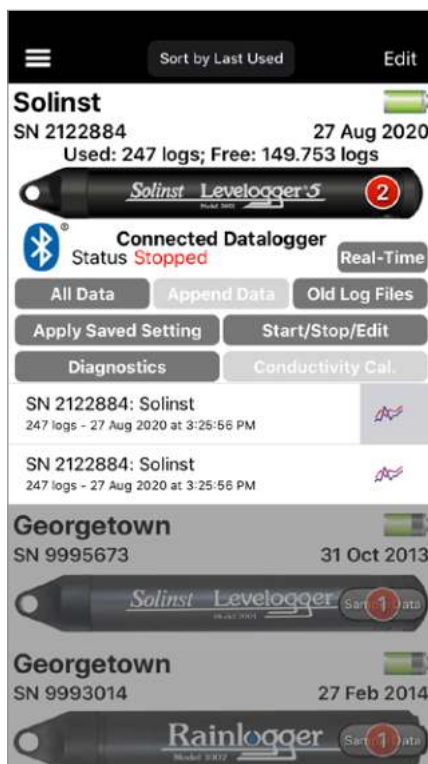 Sort by Last Used Edit
Solinst
SN 2122884 27 Aug 2020
Used: 247 logs; Free: 149.753 logs
Solinst Levelogger 5 2
Connected Datalogger
Status Stopped Real-Time
All Data Append Data Old Log Files
Apply Saved Setting Start/Stop/Edit
Diagnostics Conductivity Cal.
SN 2122884: Solinst
247 logs - 27 Aug 2020 at 3:25:56 PM
SN 2122884: Solinst
247 logs - 27 Aug 2020 at 3:25:56 PM
Georgetown
SN 9995673 31 Oct 2013
Solinst Levelogger 1
Georgetown
SN 9993014 27 Feb 2014
Rainlogger 1